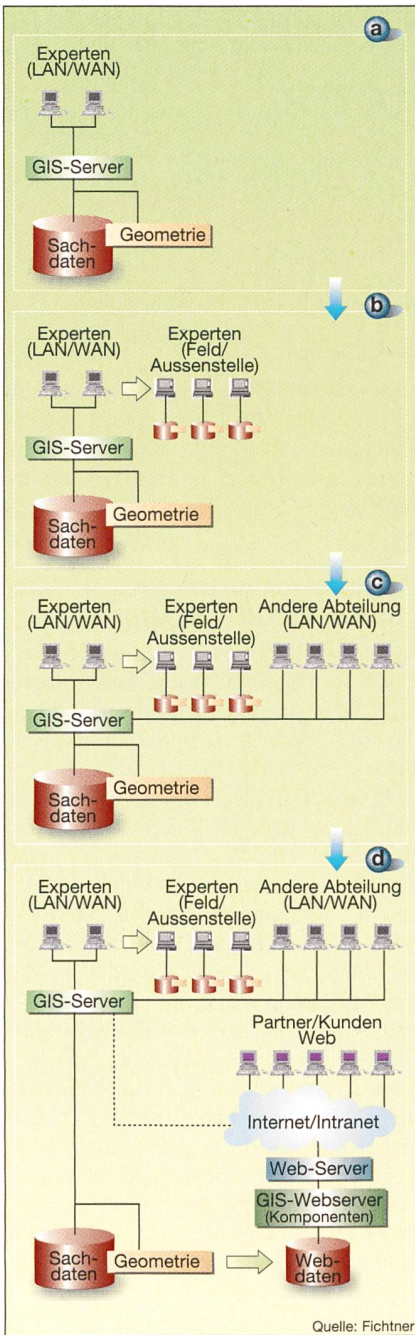 a
Experten
(LAN/WAN)
GIS-Server
Sach-
daten
Geometrie
b
Experten
(LAN/WAN)
Experten
(Feld/
Aussenstelle)
GIS-Server
Sach-
daten
Geometrie
c
Experten
(LAN/WAN)
Experten
(Feld/
Aussenstelle)
Andere Abteilung
(LAN/WAN)
GIS-Server
Sach-
daten
Geometrie
d
Experten
(LAN/WAN)
Experten
(Feld/
Aussenstelle)
Andere Abteilung
(LAN/WAN)
GIS-Server
Partner/Kunden
Web
Internet/Intranet
Web-Server
GIS-Webserver
(Komponenten)
Sach-
daten
Geometrie
Web-
daten
Quelle: Fichtner